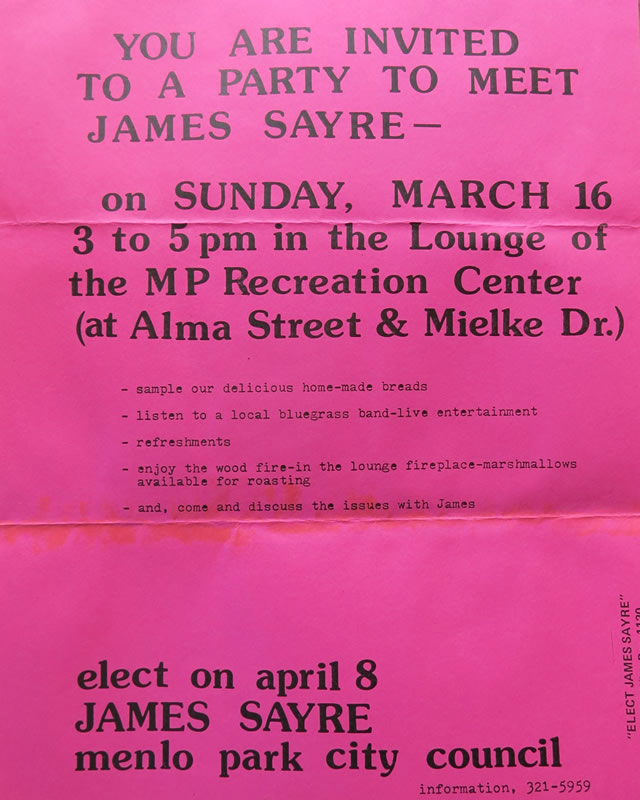 YOU ARE INVITED
TO A PARTY TO MEET
JAMES SAYRE—
on SUNDAY, MARCH 16
3 to 5 pm in the Lounge of
the MP Recreation Center
(at Alma Street & Mielke Dr.)
- sample our delicious home-made breads
- listen to a local bluegrass band-live entertainment
- refreshments
- enjoy the wood fire-in the lounge fireplace-marshmallows
available for roasting
- and, come and discuss the issues with James
elect on april 8
JAMES SAYRE
menlo park city council
information, 321-5959
"ELECT JAMES SAYRE"